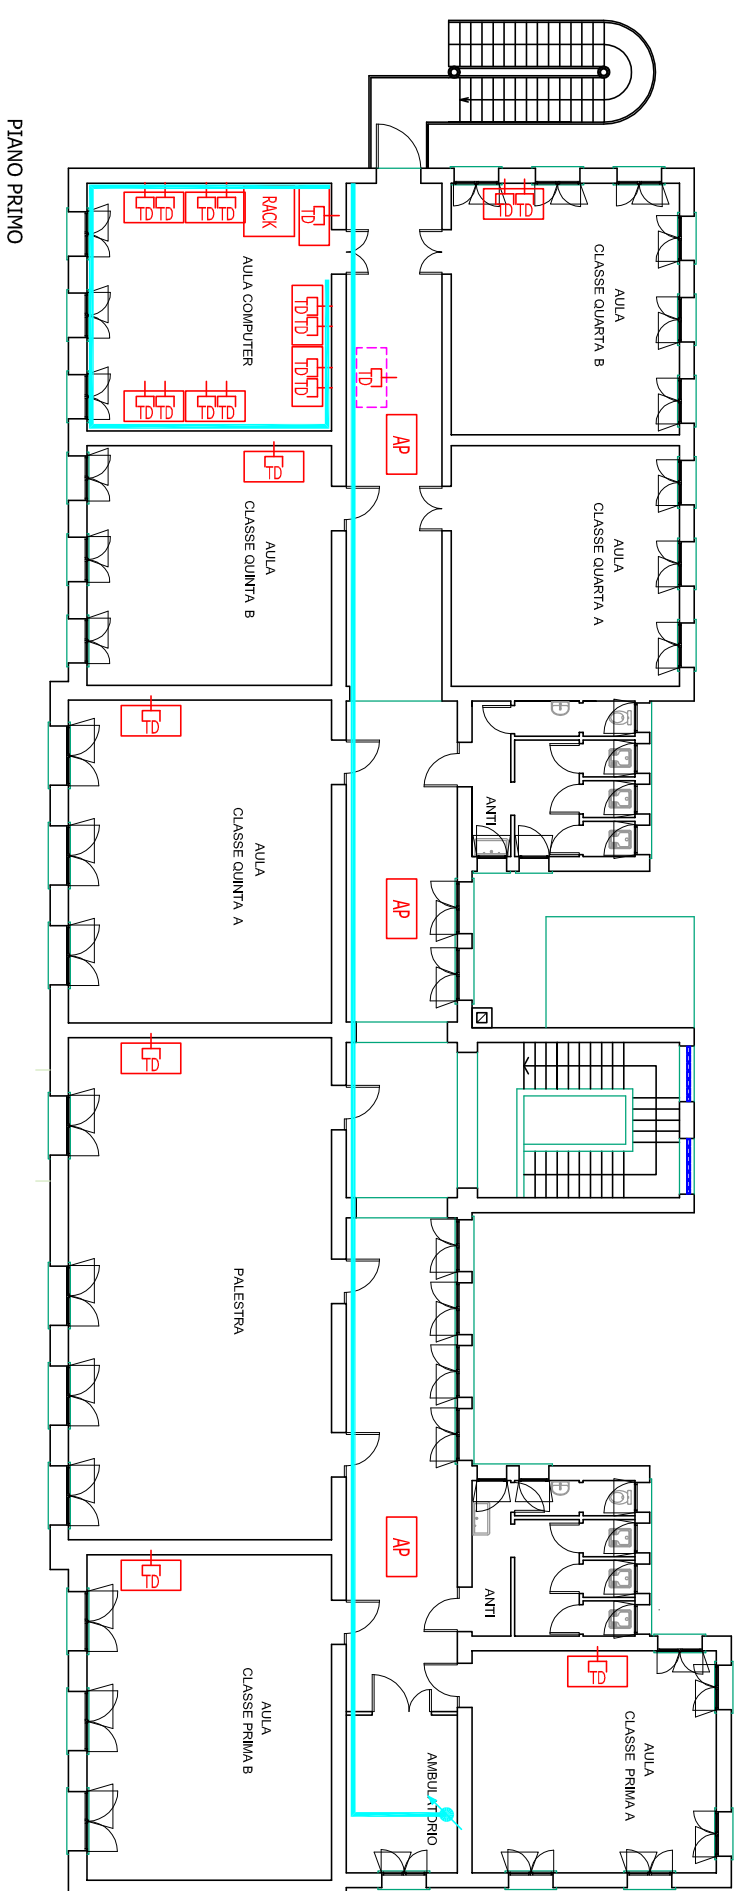 PIANO PRIMO
TD
TD
TD
TD
RACK
TD
AULA COMPUTER
TD
TD
TD
TD
TD
TD
TD
TD
TD
AP
TD
TD
AULA
CLASSE QUARTA B
AULA
CLASSE QUARTA A
TD
AULA
CLASSE QUINTA B
TD
AULA
CLASSE QUINTA A
ANTI
AP
TD
PALESTRA
AP
ANTI
TD
AULA
CLASSE PRIMA B
TD
AULA
CLASSE PRIMA A
AMBULATORIO